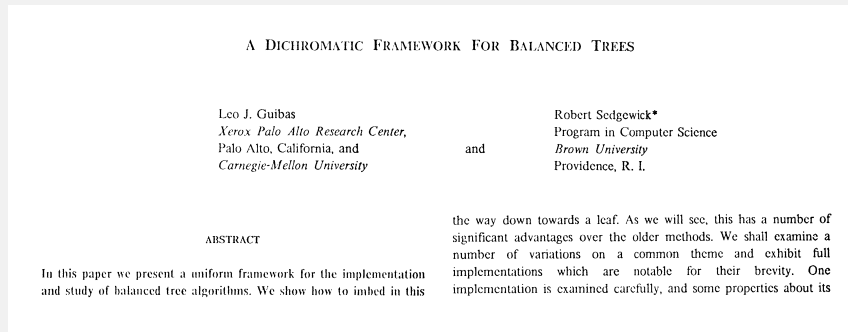 A DICHROMATIC FRAMEWORK FOR BALANCED TREES
Leo J. Guibas
Xerox Palo Alto Research Center,
Palo Alto, California, and
Carnegie-Mellon University
and
Robert Sedgewick*
Program in Computer Science
Brown University
Providence, R. I.
ABSTRACT
In this paper we present a uniform framework for the implementation
and study of balanced tree algorithms. We show how to imbed in this
the way down towards a leaf. As we will see, this has a number of
significant advantages over the older methods. We shall examine a
number of variations on a common theme and exhibit full
implementations which are notable for their brevity. One
implementation is examined carefully, and some properties about its